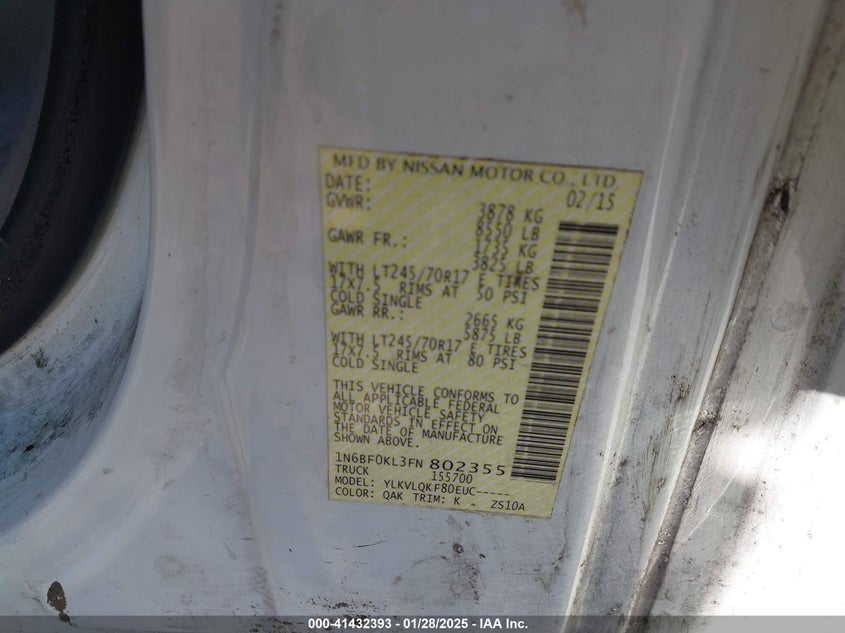 MFD BY NISSAN MOTOR CO., LTD.
DATE: 02/15
GVWR: 3878 KG
8550 LB
GAWR FR.: 1735 KG
3825 LB
WITH LT245/70R17 E TIRES
17X7.5 RIMS AT 50 PSI
COLD SINGLE
GAWR RR.: 2665 KG
5875 LB
WITH LT245/70R17 E TIRES
17X7.5 RIMS AT 80 PSI
COLD SINGLE
THIS VEHICLE CONFORMS TO
ALL APPLICABLE FEDERAL
MOTOR VEHICLE SAFETY
STANDARDS IN EFFECT ON
THE DATE OF MANUFACTURE
SHOWN ABOVE.
1N6BF0KL3FN 802355
TRUCK 155700
MODEL: YLKVLQKF80EUC-----
COLOR: QAK TRIM: K - ZS10A
000-41432393 - 01/28/2025 - IAA Inc.